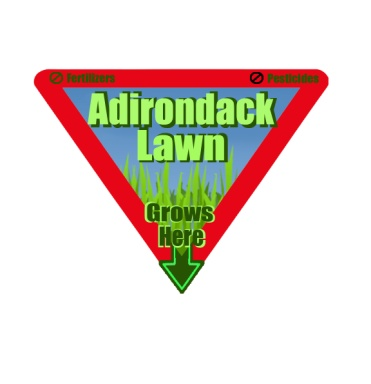 Fertilizers Pesticides
Adirondack
Lawn
Grows
Here